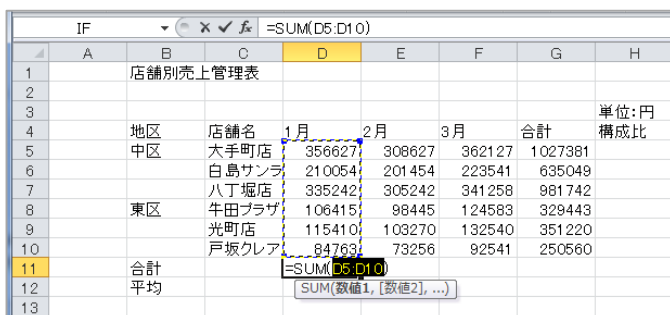 IF fx =SUM(D5:D10)
A B C D E F G H
1 店舗別売上管理表
2
3 単位:円
4 地区 店舗名 1月 2月 3月 合計 構成比
5 中区 大手町店 356627 308627 362127 1027381
6 白島サンラ 210054 201454 223541 635049
7 八丁堀店 335242 305242 341258 981742
8 東区 牛田プラザ 106415 98445 124583 329443
9 光町店 115410 103270 132540 351220
10 戸坂クレア 84763 73256 92541 250560
11 合計 =SUM(D5:D10)
12 平均 SUM(数値1, [数値2], ...)
13